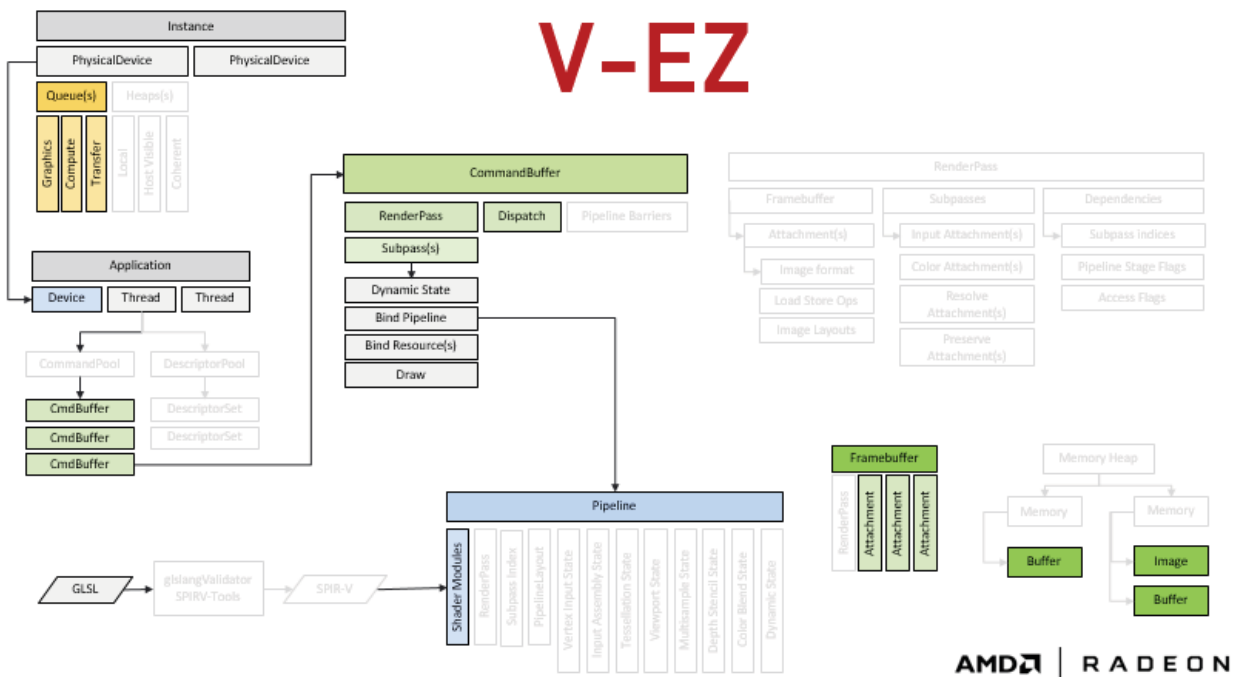 V-EZ
Instance
PhysicalDevice
PhysicalDevice
Queue(s)
Heaps(s)
Graphics
Compute
Transfer
Local
Host Visible
Coherent
Application
Device
Thread
Thread
CommandPool
DescriptorPool
CmdBuffer
CmdBuffer
CmdBuffer
DescriptorSet
DescriptorSet
CommandBuffer
RenderPass
Dispatch
Pipeline Barriers
Subpass(s)
Dynamic State
Bind Pipeline
Bind Resource(s)
Draw
RenderPass
Framebuffer
Subpasses
Dependencies
Attachment(s)
Image format
Load Store Ops
Image Layouts
Input Attachment(s)
Color Attachment(s)
Resolve
Attachment(s)
Preserve
Attachment(s)
Subpass indices
Pipeline Stage Flags
Access Flags
Framebuffer
RenderPass
Attachment
Attachment
Attachment
Memory Heap
Memory
Memory
Buffer
Image
Buffer
GLSL
glslangValidator
SPIRV-Tools
SPIR-V
Pipeline
Shader Modules
RenderPass
Subpass Index
PipelineLayout
Vertex Input State
Input Assembly State
Tessellation State
Viewport State
Multisample State
Depth Stencil State
Color Blend State
Dynamic State
AMD RADEON